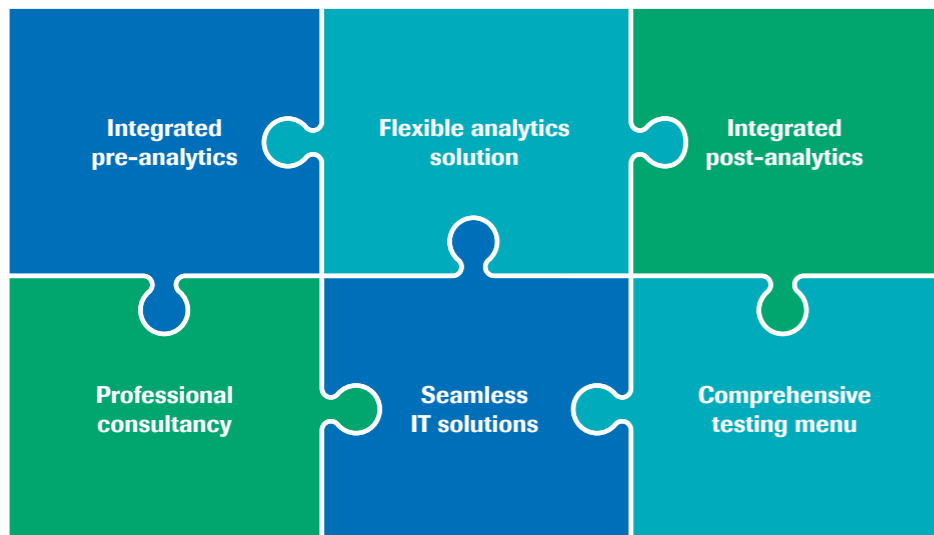 Integrated
pre-analytics
Flexible analytics
solution
Integrated
post-analytics
Professional
consultancy
Seamless
IT solutions
Comprehensive
testing menu